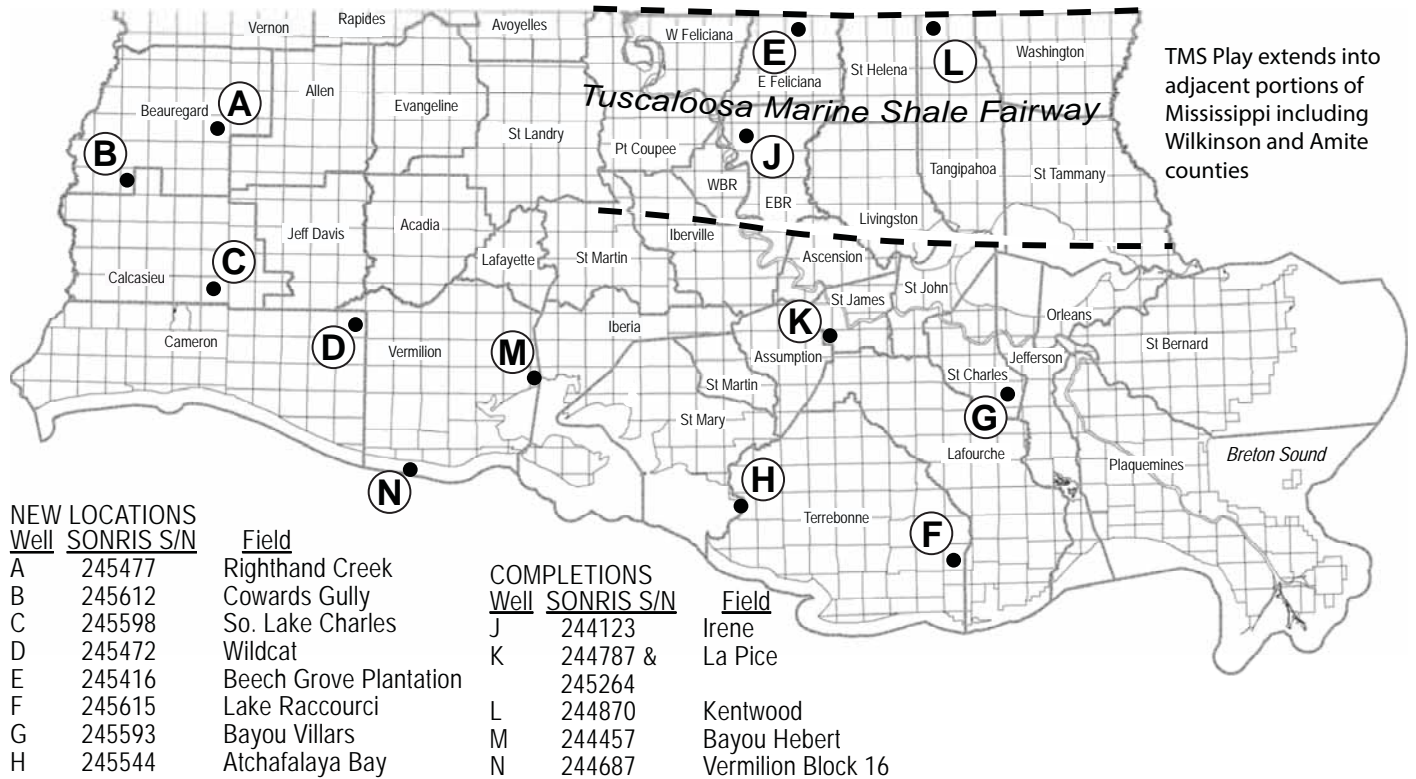 Vernon
Rapides
Avoyelles
W Feliciana
E
E Feliciana
St Helena
L
Washington
TMS Play extends into
adjacent portions of
Mississippi including
Wilkinson and Amite
counties
Beauregard
A
Allen
Evangeline
St Landry
Tuscaloosa Marine Shale Fairway
B
Pt Coupee
J
WBR
EBR
Tangipahoa
St Tammany
Livingston
Jeff Davis
Acadia
Lafayette
St Martin
Iberville
Ascension
C
Calcasieu
St James
St John
Orleans
Cameron
D
Vermilion
M
Iberia
K
Assumption
Jefferson
St Bernard
St Martin
St Charles
G
St Mary
Lafourche
Plaquemines
Breton Sound
N
H
Terrebonne
F
NEW LOCATIONS
Well SONRIS S/N Field
A 245477 Righthand Creek
B 245612 Cowards Gully
C 245598 So. Lake Charles
D 245472 Wildcat
E 245416 Beech Grove Plantation
F 245615 Lake Raccourci
G 245593 Bayou Villars
H 245544 Atchafalaya Bay
COMPLETIONS
Well SONRIS S/N Field
J 244123 Irene
K 244787 & La Pice
245264
L 244870 Kentwood
M 244457 Bayou Hebert
N 244687 Vermilion Block 16